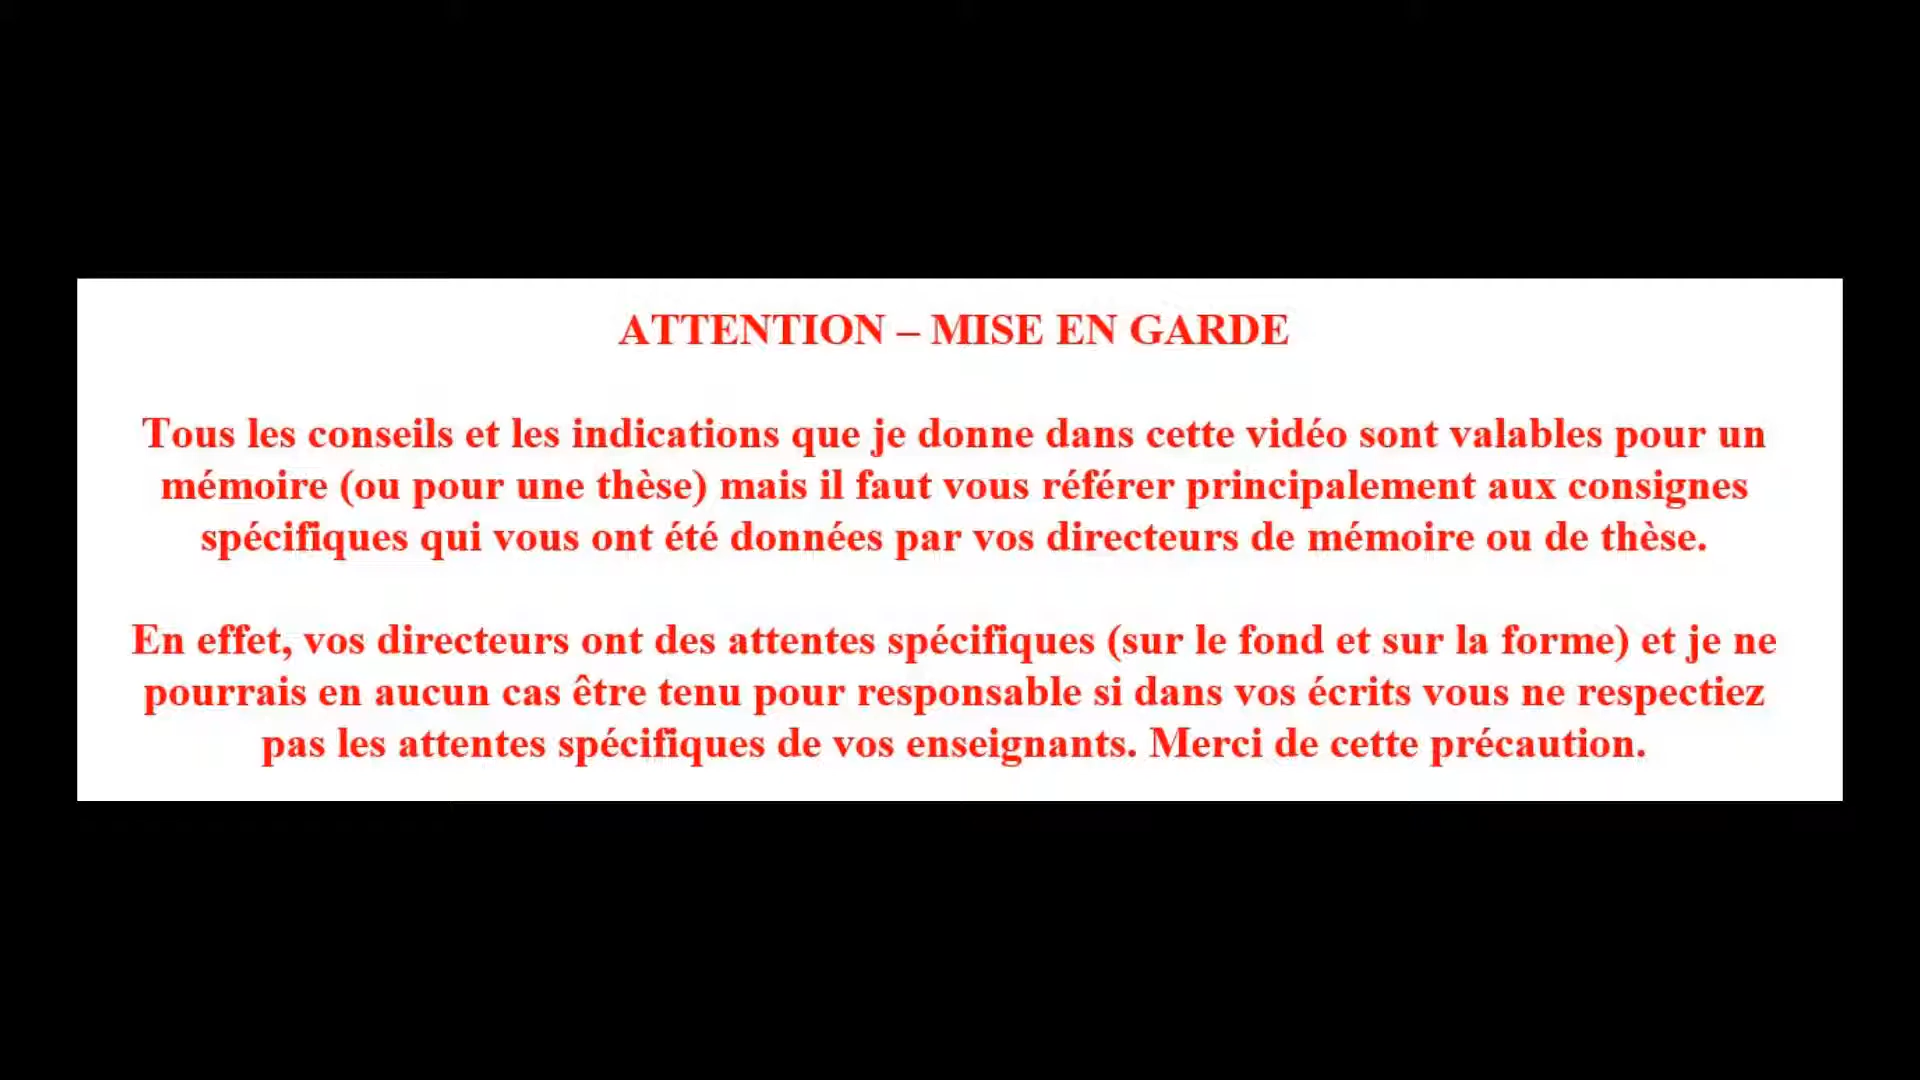 ATTENTION – MISE EN GARDE
Tous les conseils et les indications que je donne dans cette vidéo sont valables pour un
mémoire (ou pour une thèse) mais il faut vous référer principalement aux consignes
spécifiques qui vous ont été données par vos directeurs de mémoire ou de thèse.
En effet, vos directeurs ont des attentes spécifiques (sur le fond et sur la forme) et je ne
pourrais en aucun cas être tenu pour responsable si dans vos écrits vous ne respectiez
pas les attentes spécifiques de vos enseignants. Merci de cette précaution.